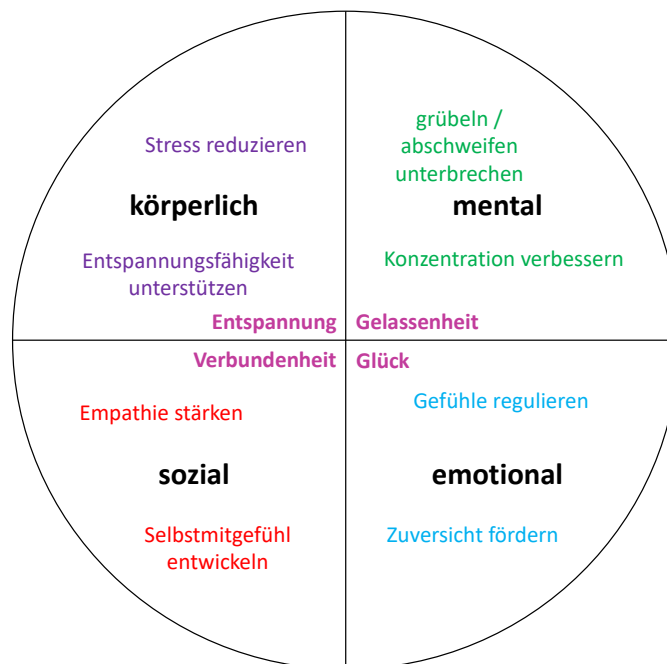 Stress reduzieren
körperlich
Entspannungsfähigkeit
unterstützen
Entspannung
grübeln /
abschweifen
unterbrechen
mental
Konzentration verbessern
Gelassenheit
Verbundenheit
Empathie stärken
sozial
Selbstmitgefühl
entwickeln
Glück
Gefühle regulieren
emotional
Zuversicht fördern